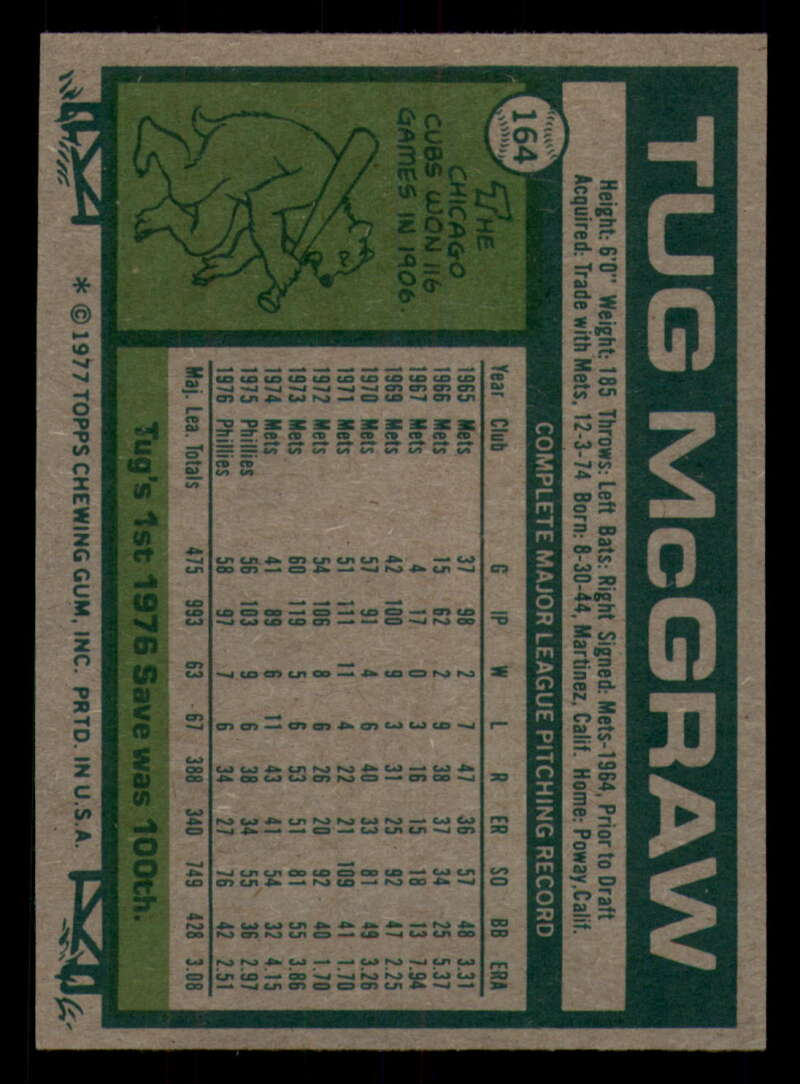 164
TUG McGRAW
Height: 6'0" Weight: 185 Throws: Left Bats: Right Signed: Mets-1964, Prior to Draft
Acquired: Trade with Mets, 12-3-74 Born: 8-30-44, Martinez, Calif. Home: Poway, Calif.
THE
CHICAGO
CUBS WON 116
GAMES IN 1906.
COMPLETE MAJOR LEAGUE PITCHING RECORD
Year Club G IP W L R ER SO BB ERA
1965 Mets 37 98 2 7 47 36 57 48 3.31
1966 Mets 15 62 2 9 38 37 34 25 5.37
1967 Mets 4 17 0 3 16 15 18 13 7.94
1969 Mets 42 100 9 3 31 25 92 47 2.25
1970 Mets 57 91 4 6 40 33 81 49 3.26
1971 Mets 51 111 11 4 22 21 109 41 1.70
1972 Mets 54 106 8 6 26 20 92 40 1.70
1973 Mets 60 119 5 6 53 51 81 55 3.86
1974 Mets 41 89 6 11 43 41 54 32 4.15
1975 Phillies 56 103 9 6 38 34 55 36 2.97
1976 Phillies 58 97 7 6 34 27 76 42 2.51
Maj. Lea. Totals 475 993 63 67 388 340 749 428 3.08
Tug's 1st 1976 Save was 100th.
* © 1977 TOPPS CHEWING GUM, INC. PRTD. IN U.S.A.